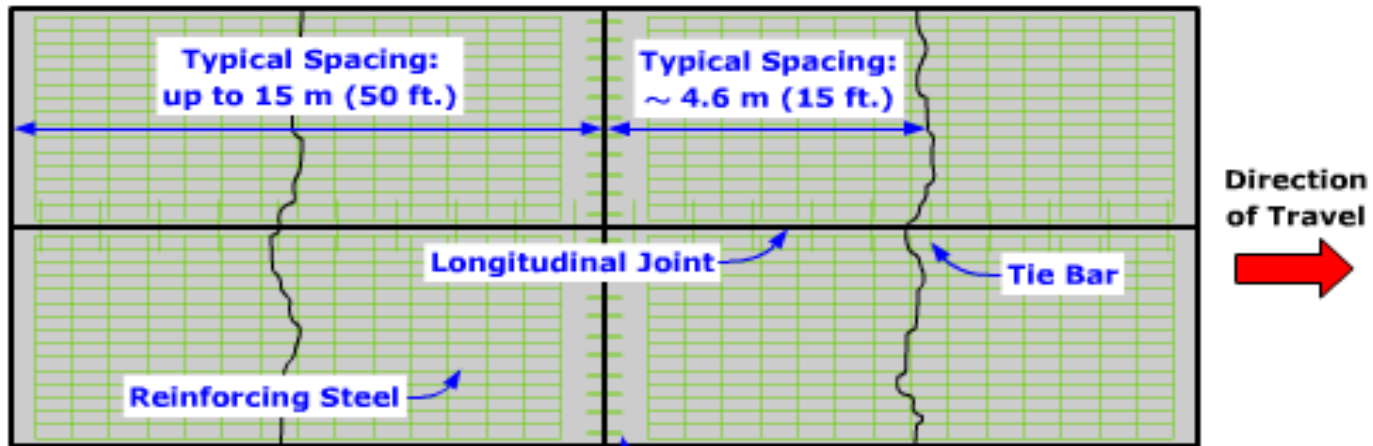 Typical Spacing:
up to 15 m (50 ft.)
Typical Spacing:
~ 4.6 m (15 ft.)
Direction
of Travel
Longitudinal Joint
Tie Bar
Reinforcing Steel